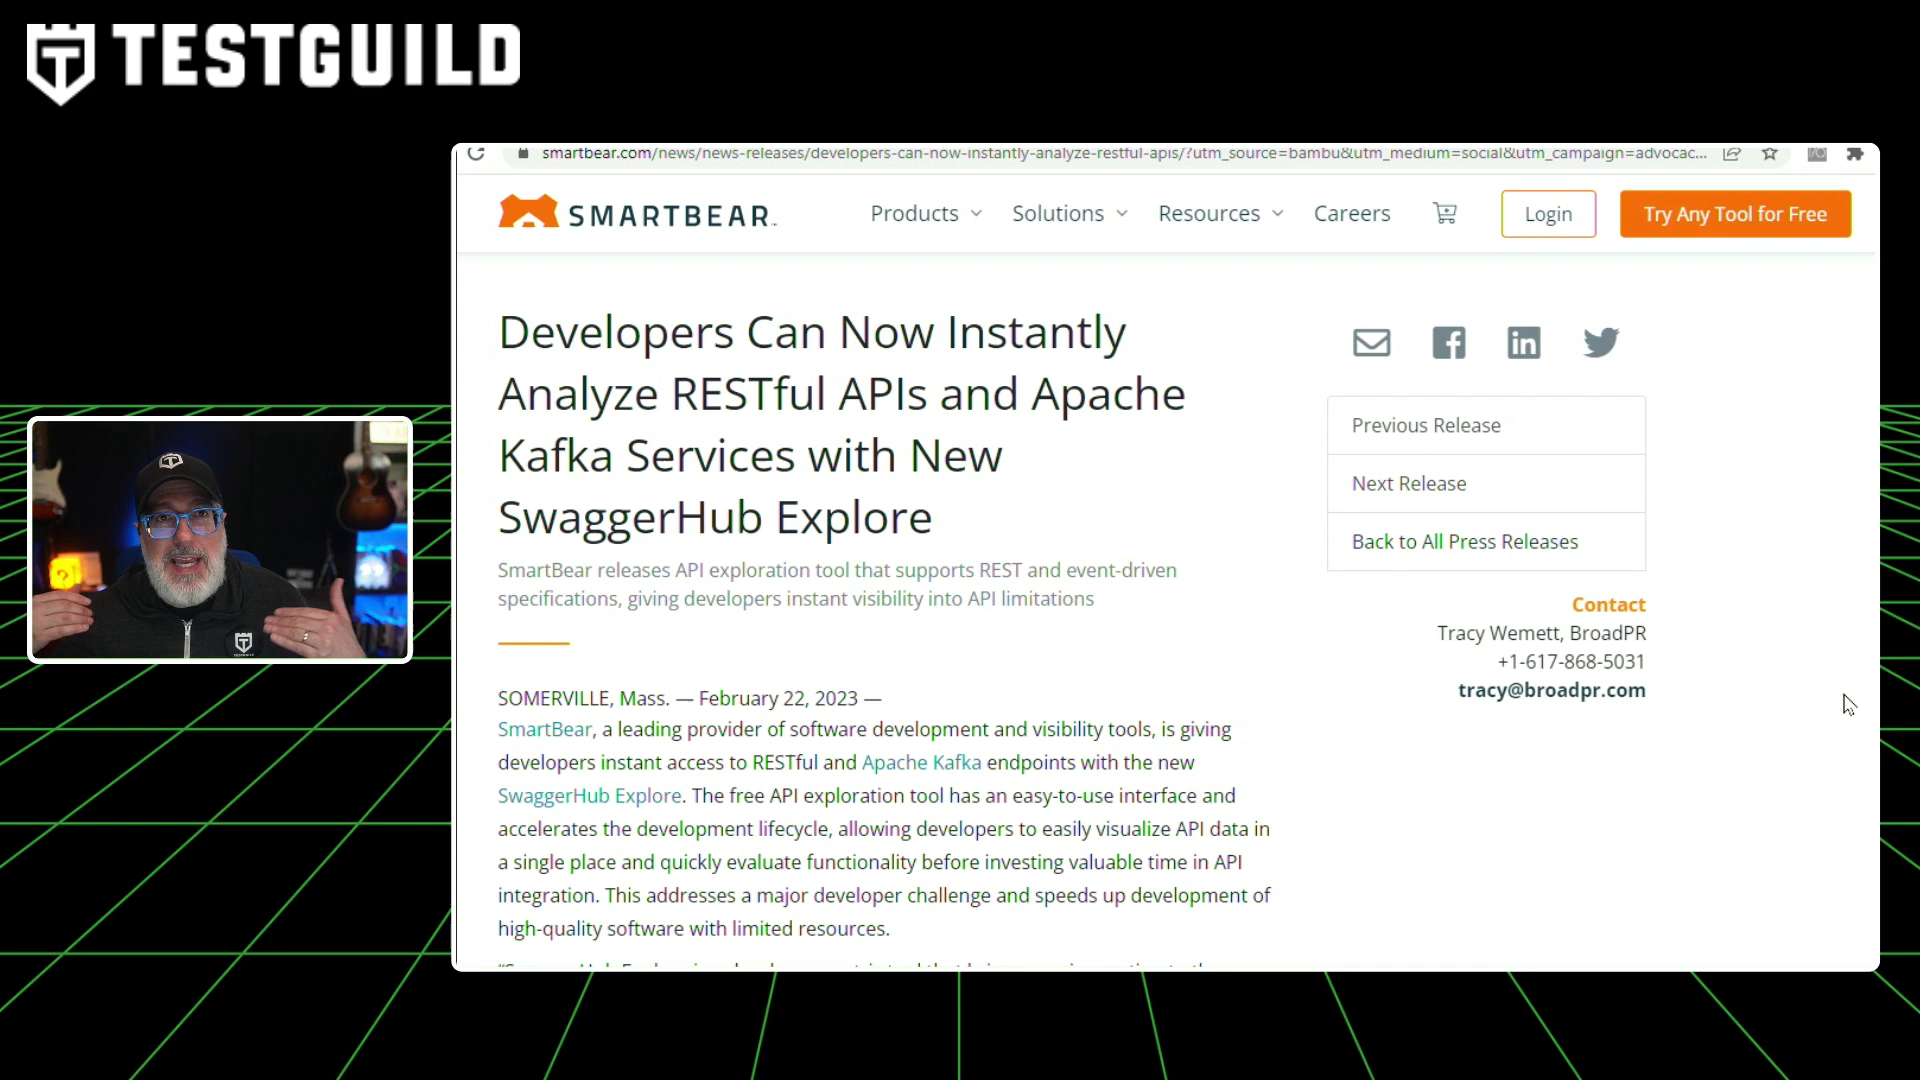 TESTGUILD
smartbear.com/news/news-releases/developers-can-now-instantly-analyze-restful-apis/?utm_source=bambu&utm_medium=social&utm_campaign=advocac...
SMARTBEAR
Products
Solutions
Resources
Careers
Login
Try Any Tool for Free
Developers Can Now Instantly
Analyze RESTful APIs and Apache
Kafka Services with New
SwaggerHub Explore
SmartBear releases API exploration tool that supports REST and event-driven
specifications, giving developers instant visibility into API limitations
SOMERVILLE, Mass. — February 22, 2023 —
SmartBear, a leading provider of software development and visibility tools, is giving
developers instant access to RESTful and Apache Kafka endpoints with the new
SwaggerHub Explore. The free API exploration tool has an easy-to-use interface and
accelerates the development lifecycle, allowing developers to easily visualize API data in
a single place and quickly evaluate functionality before investing valuable time in API
integration. This addresses a major developer challenge and speeds up development of
high-quality software with limited resources.
Previous Release
Next Release
Back to All Press Releases
Contact
Tracy Wemett, BroadPR
+1-617-868-5031
tracy@broadpr.com